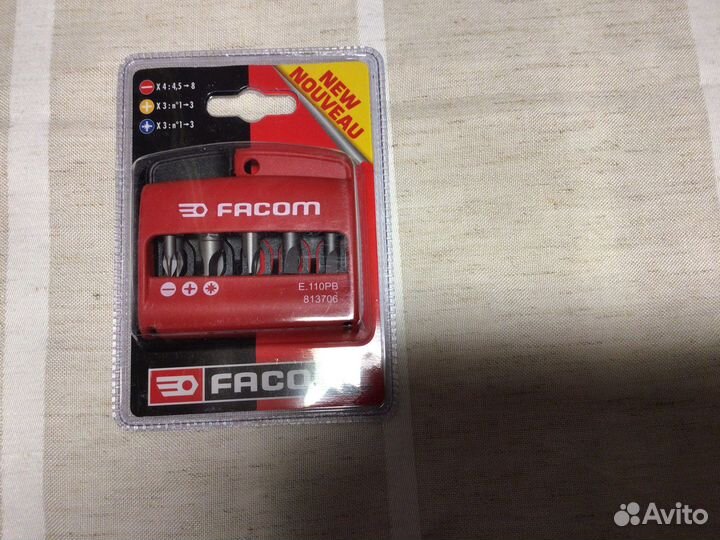 X 4 : 4,5→8
X 3 : n°1→3
X 3 : n°1→3
NEW
NOUVEAU
FACOM
E.110PB
813706
FACOM
Avito